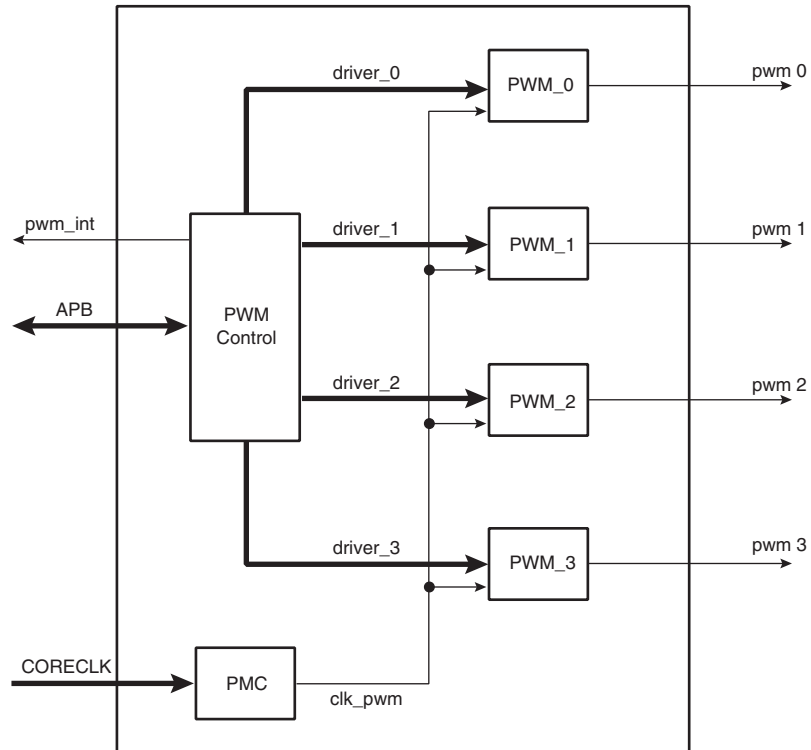 driver_0
PWM_0
pwm 0
pwm_int
driver_1
PWM_1
pwm 1
APB
PWM
Control
driver_2
PWM_2
pwm 2
driver_3
PWM_3
pwm 3
CORECLK
PMC
clk_pwm